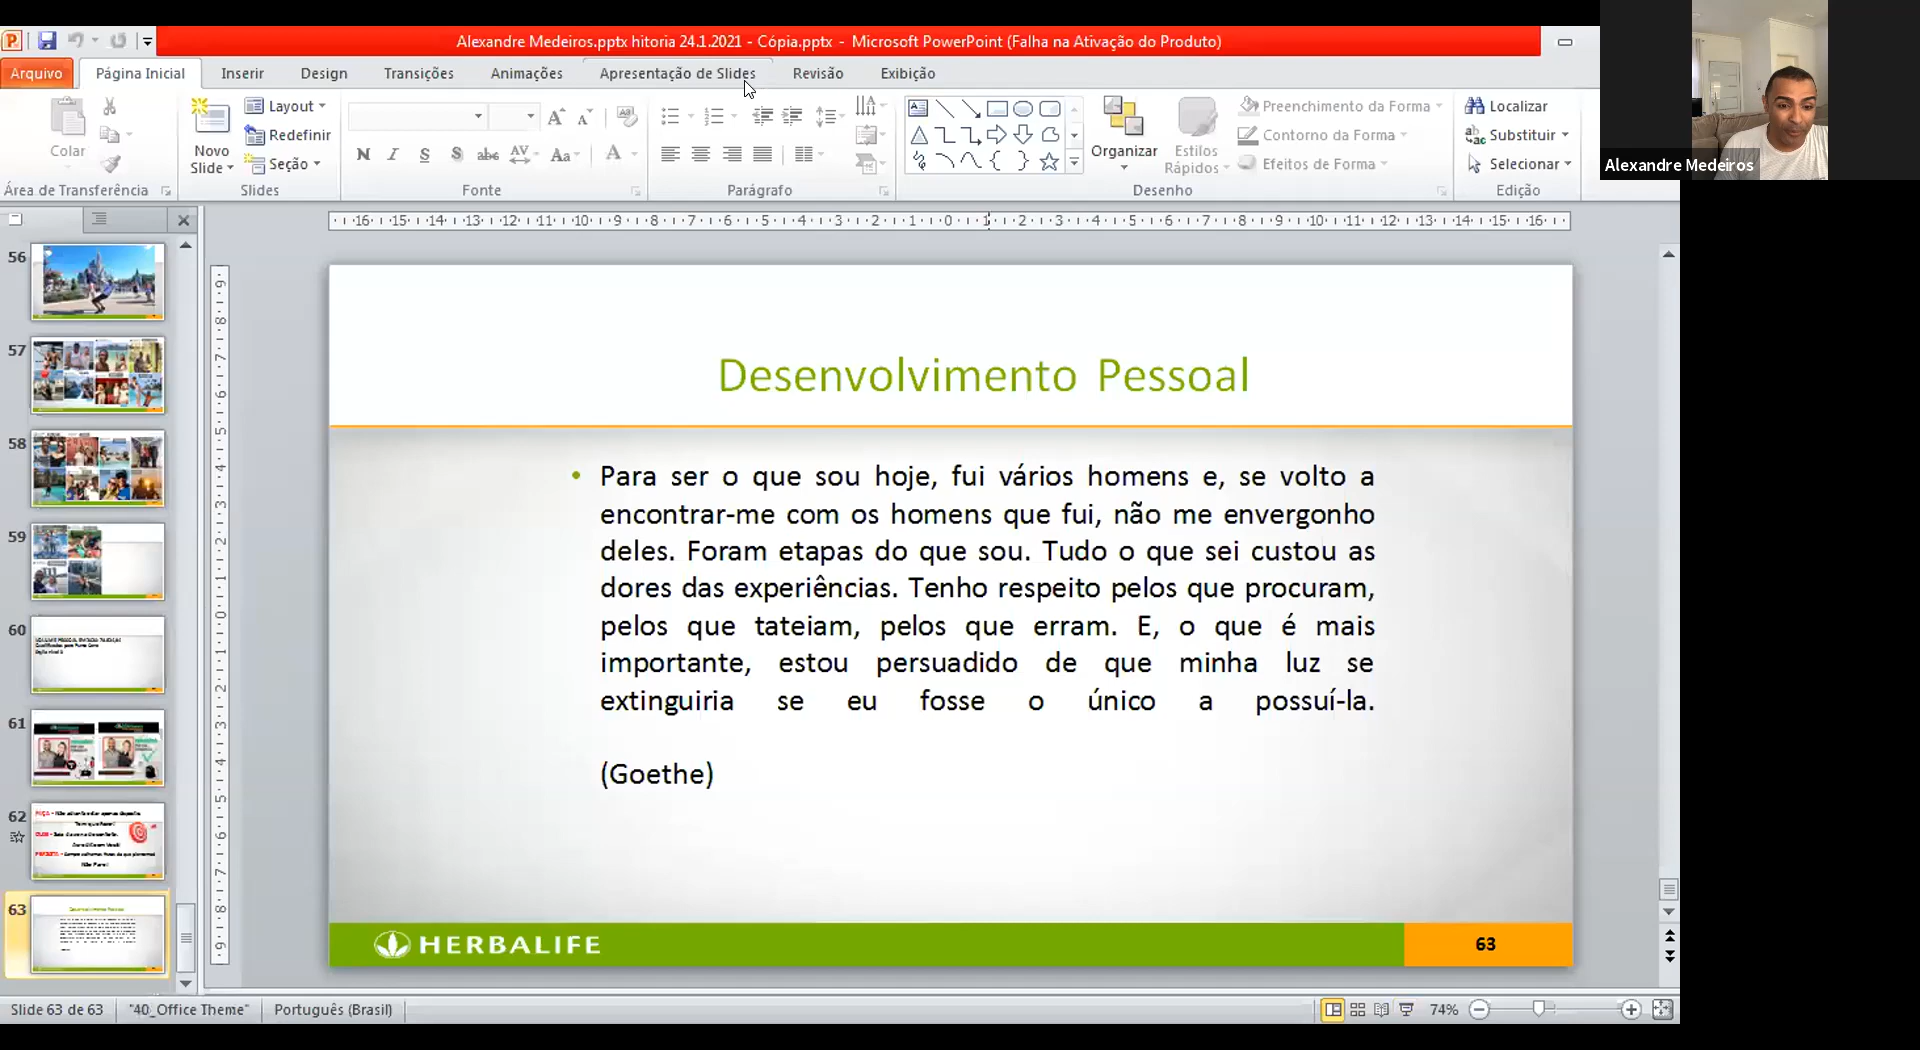 Alexandre Medeiros.pptx hitoria 24.1.2021 - Cópia.pptx - Microsoft PowerPoint (Falha na Ativação do Produto)
Arquivo
Página Inicial
Inserir
Design
Transições
Animações
Apresentação de Slides
Revisão
Exibição
Alexandre Medeiros
Colar
Novo
Slide
Layout
Redefinir
Seção
Organizar
Estilos
Rápidos
Preenchimento da Forma
Contorno da Forma
Efeitos de Forma
Localizar
Substituir
Selecionar
Área de Transferência
Slides
Fonte
Parágrafo
Desenho
Edição
56
57
58
59
60
61
62
63
Desenvolvimento Pessoal
• Para ser o que sou hoje, fui vários homens e, se volto a
encontrar-me com os homens que fui, não me envergonho
deles. Foram etapas do que sou. Tudo o que sei custou as
dores das experiências. Tenho respeito pelos que procuram,
pelos que tateiam, pelos que erram. E, o que é mais
importante, estou persuadido de que minha luz se
extinguiria se eu fosse o único a possuí-la.
(Goethe)
HERBALIFE
63
Slide 63 de 63
"40_Office Theme"
Português (Brasil)
74%